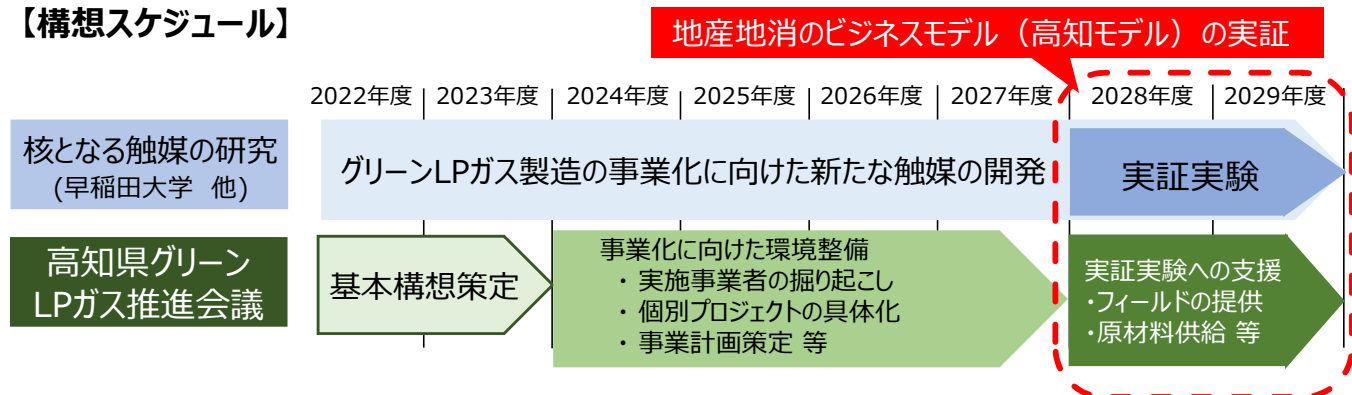 【構想スケジュール】
地産地消のビジネスモデル（高知モデル）の実証
2022年度
2023年度
2024年度
2025年度
2026年度
2027年度
2028年度
2029年度
核となる触媒の研究
(早稲田大学 他)
グリーンLPガス製造の事業化に向けた新たな触媒の開発
実証実験
高知県グリーン
LPガス推進会議
基本構想策定
事業化に向けた環境整備
・ 実施事業者の掘り起こし
・ 個別プロジェクトの具体化
・ 事業計画策定 等
実証実験への支援
・フィールドの提供
・原材料供給 等